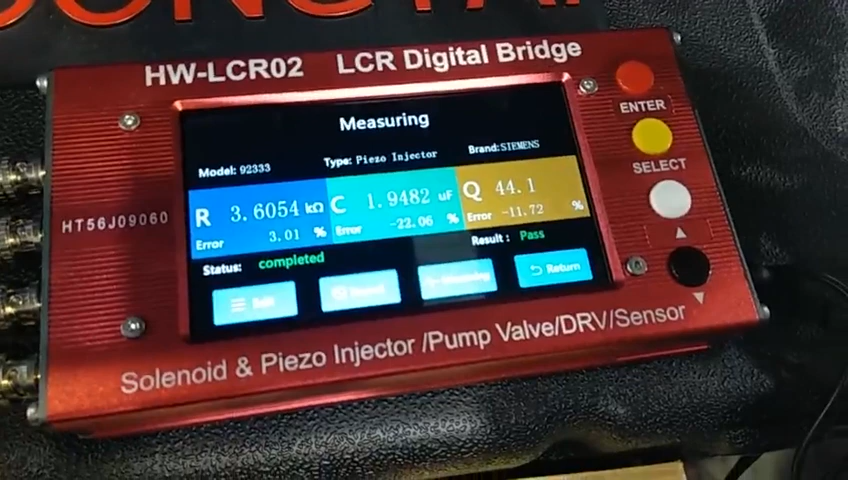 HW-LCR02 LCR Digital Bridge
Measuring
ENTER
Model: 92333 Type: Piezo Injector Brand:SIEMENS
SELECT
HT56J09060
R 3.6054 kΩ C 1.9482 uF Q 44.1
Error 3.01 % Error -22.06 % Error -11.72 %
Status: completed Result: Pass
Return
Solenoid & Piezo Injector /Pump Valve/DRV/Sensor